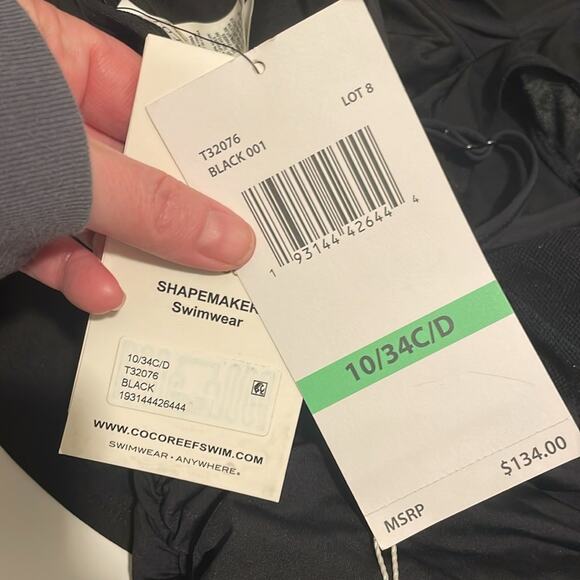 LOT 8
T32076
BLACK 001
1 93144 42644 4
10/34C/D
MSRP $134.00
SHAPEMAKER
Swimwear
10/34C/D
T32076
BLACK
193144426444
WWW.COCOREEFSWIM.COM
SWIMWEAR • ANYWHERE®